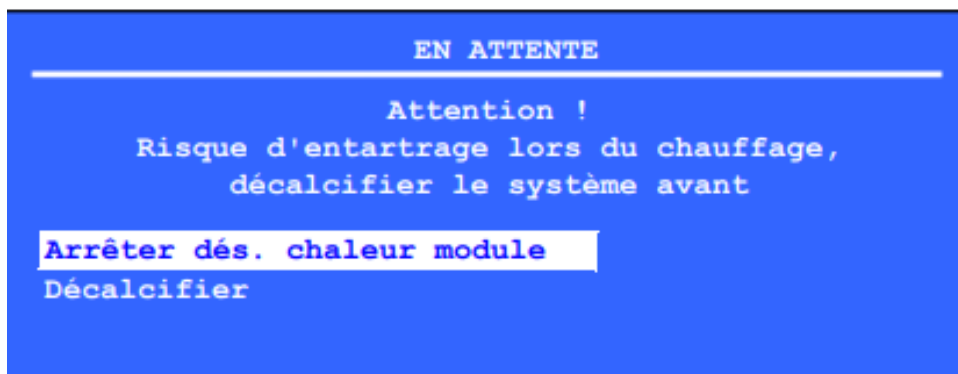 EN ATTENTE
Attention !
Risque d'entartrage lors du chauffage,
décalcifier le système avant
Arrêter dés. chaleur module
Décalcifier